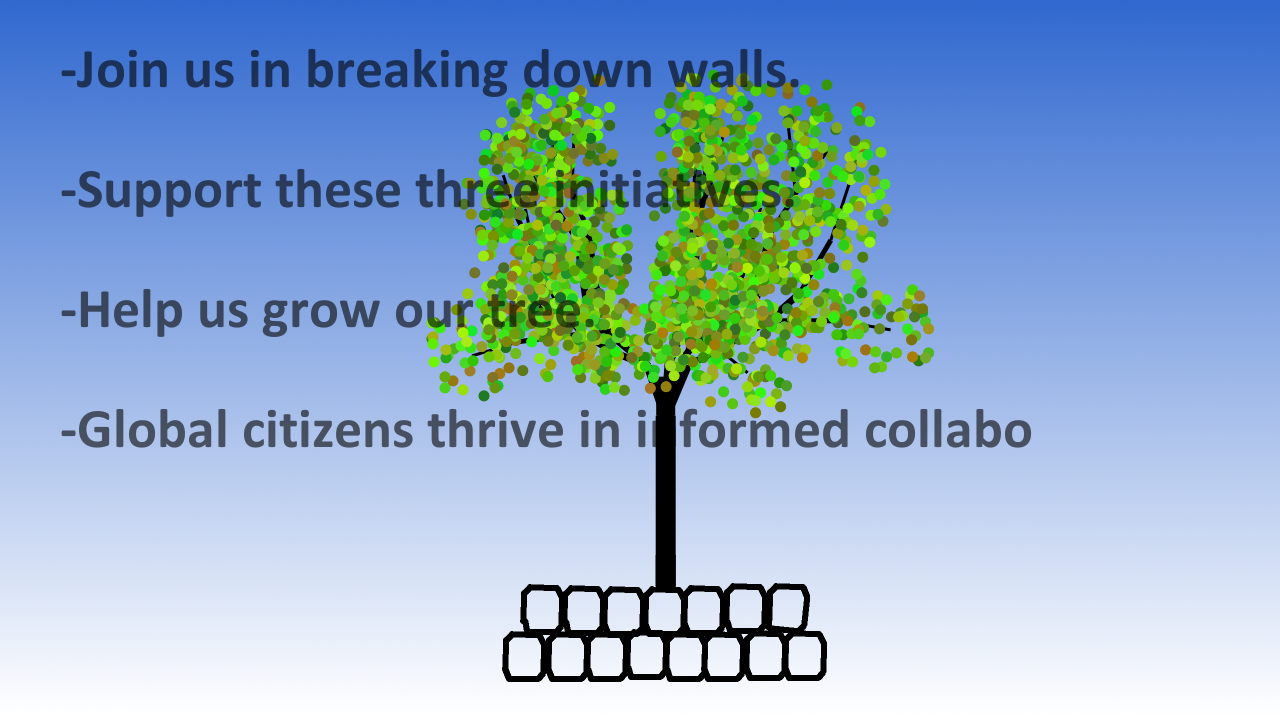 -Join us in breaking down walls.
-Support these three initiatives.
-Help us grow our tree.
-Global citizens thrive in informed collabo